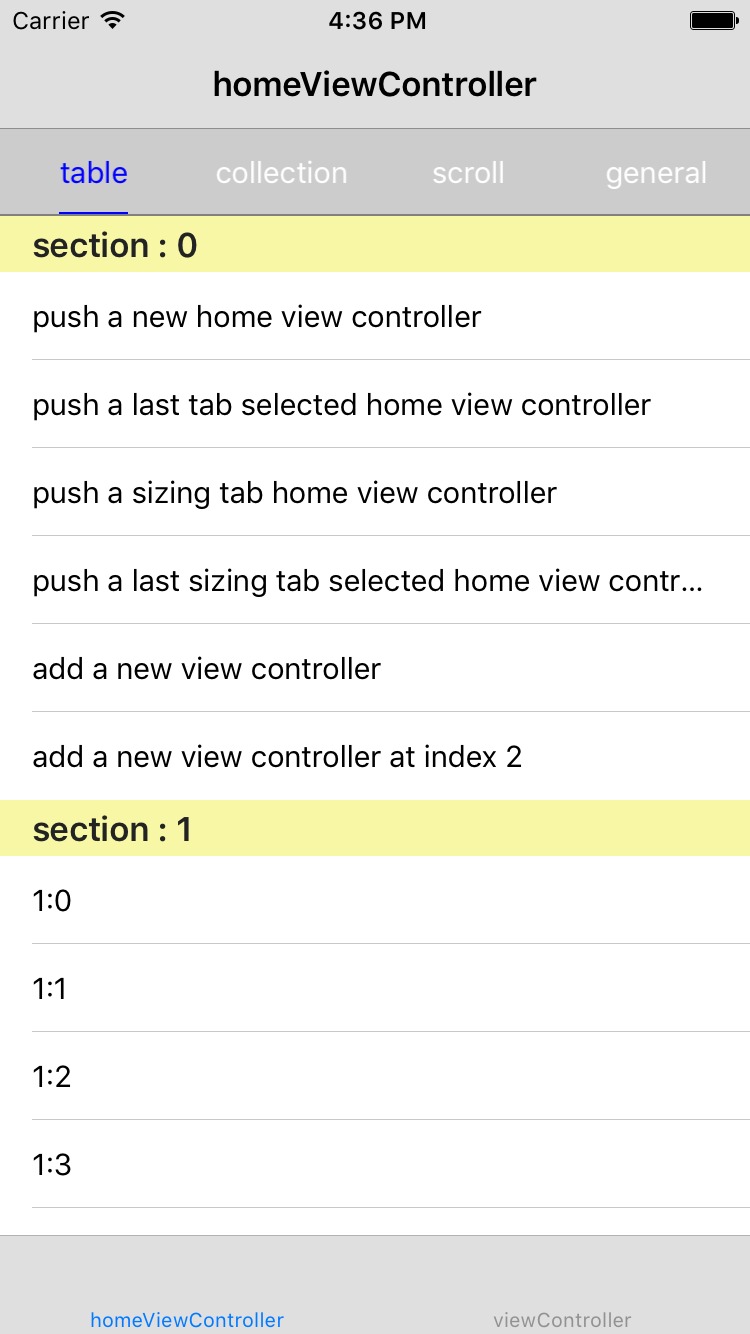 Carrier 4:36 PM
homeViewController
table collection scroll general
section : 0
push a new home view controller
push a last tab selected home view controller
push a sizing tab home view controller
push a last sizing tab selected home view contr...
add a new view controller
add a new view controller at index 2
section : 1
1:0
1:1
1:2
1:3
homeViewController viewController